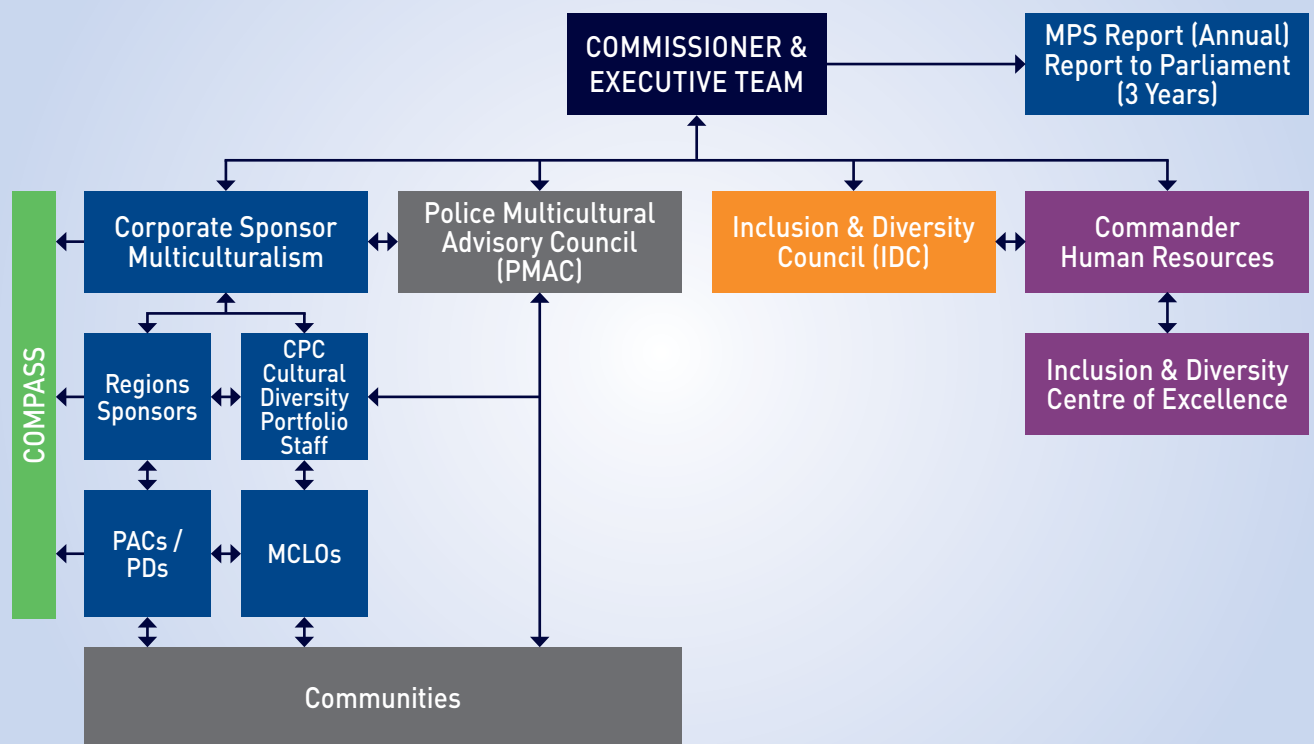 COMMISSIONER &
EXECUTIVE TEAM
MPS Report (Annual)
Report to Parliament
(3 Years)
COMPASS
Corporate Sponsor
Multiculturalism
Police Multicultural
Advisory Council
(PMAC)
Inclusion & Diversity
Council (IDC)
Commander
Human Resources
Regions
Sponsors
CPC
Cultural
Diversity
Portfolio
Staff
Inclusion & Diversity
Centre of Excellence
PACs /
PDs
MCLOs
Communities